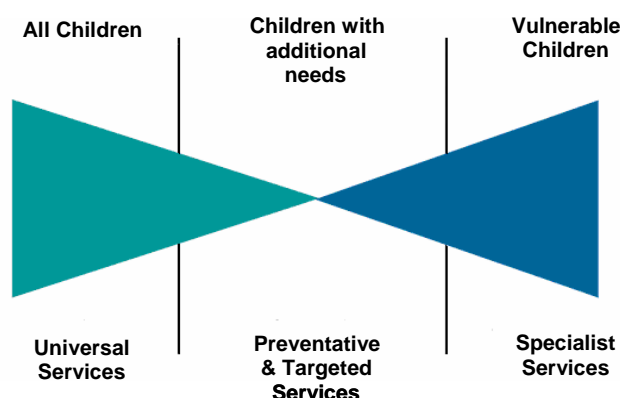 All Children
Children with
additional
needs
Vulnerable
Children
Universal
Services
Preventative
& Targeted
Services
Specialist
Services